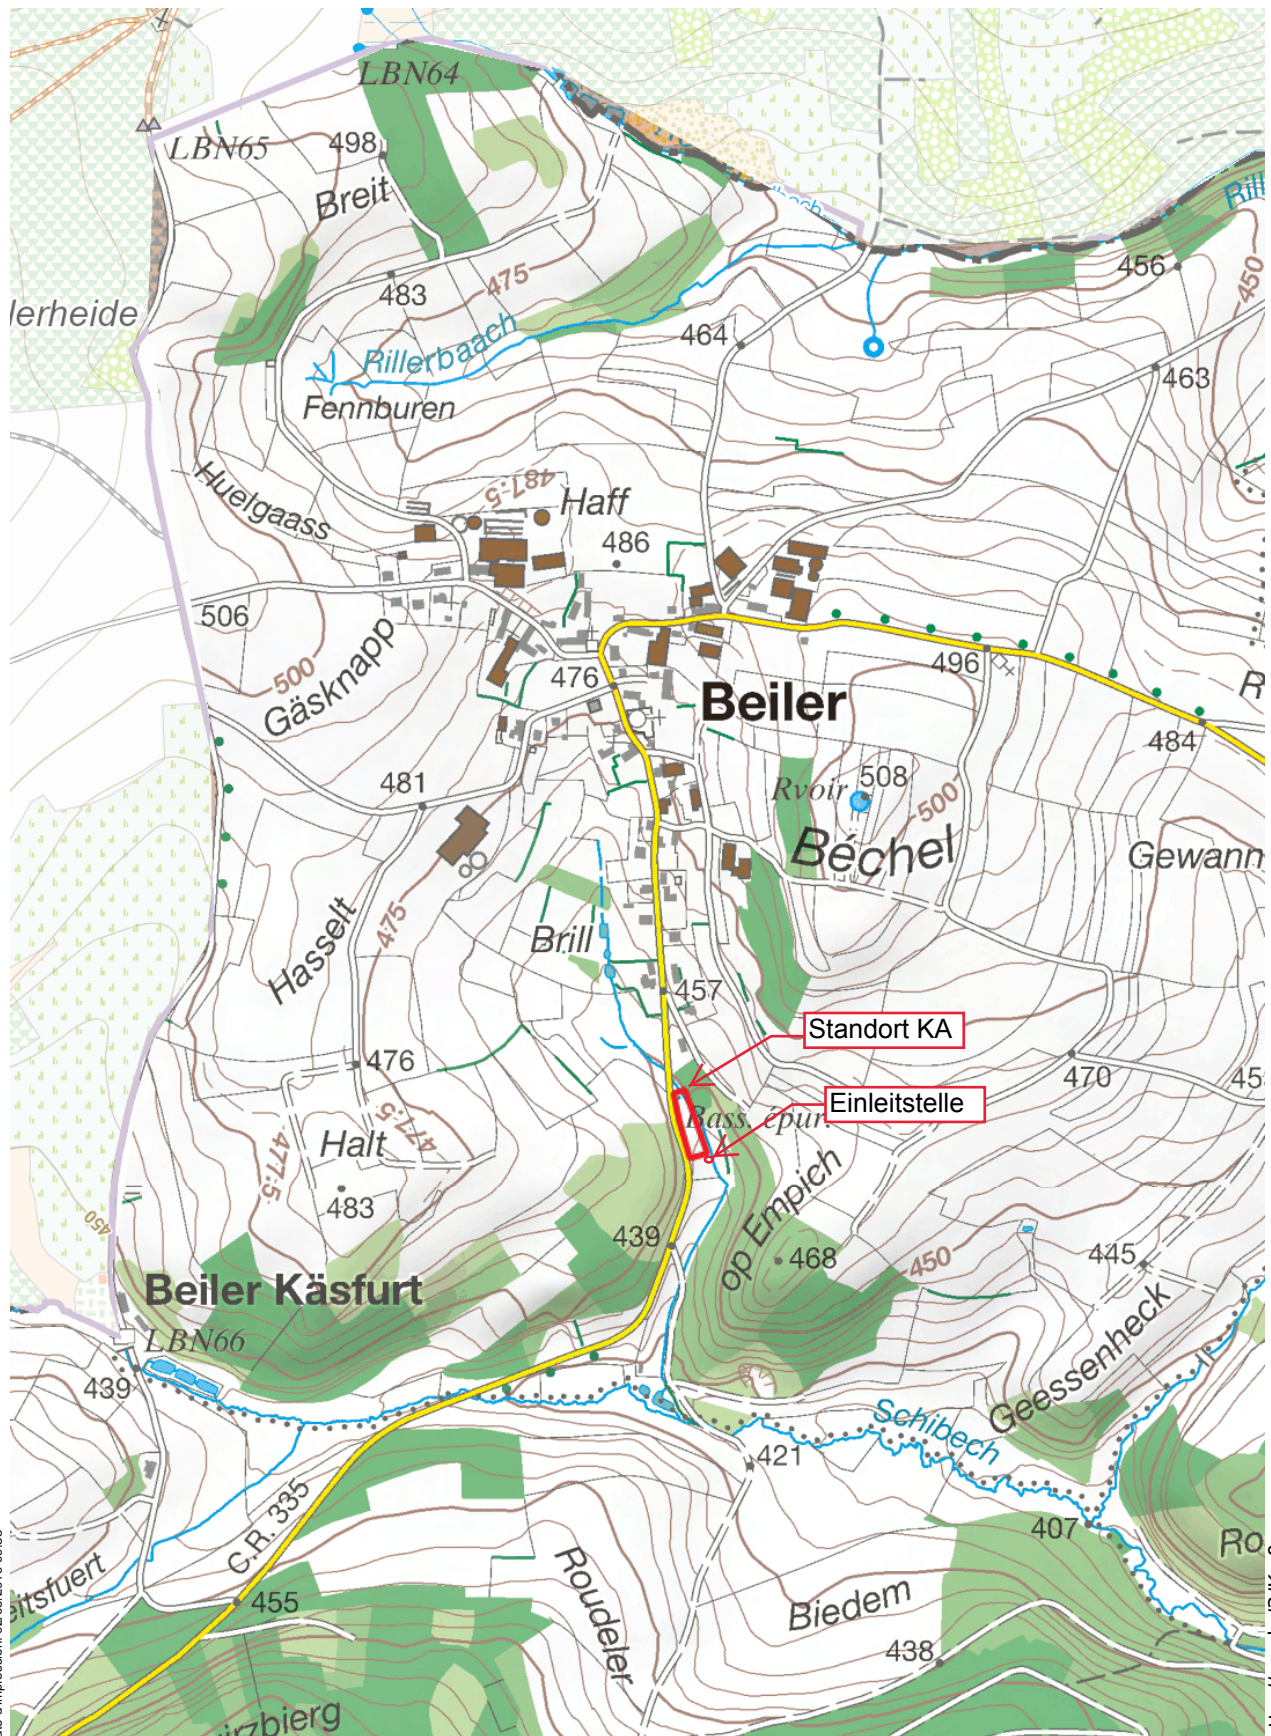 LBN64
LBN65
498
Breit
483
475
456
450
lerheide
464
Rillerbaach
463
Fennburen
Huelgaass
487.5
Haff
486
506
Gäsknapp
500
476
496
Beiler
484
481
Rvoir
508
500
Béchel
Gewann
475
Hasselt
Brill
457
Standort KA
476
470
Einleitstelle
Bass. épur.
477.5
477.5
Halt
483
450
op Empich
439
468
450
445
Beiler Käsfurt
LBN66
439
Geessenheck
Schibech
421
407
C.R. 335
Roudeler
Biedem
455
438